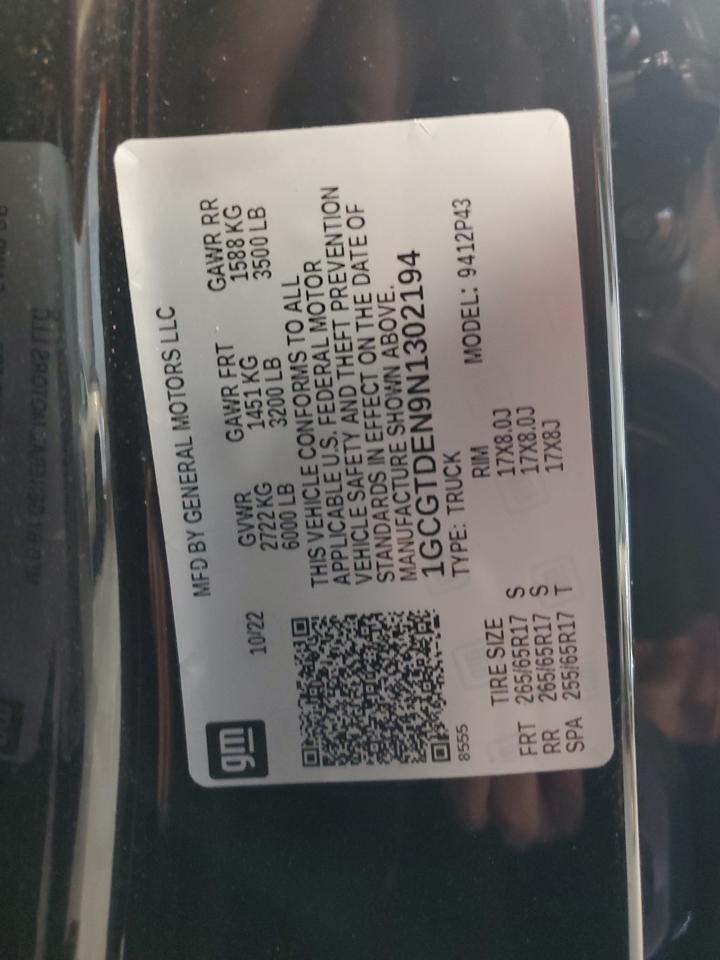 gm
MFD BY GENERAL MOTORS LLC
10/22
GVWR GAWR FRT GAWR RR
2722 KG 1451 KG 1588 KG
6000 LB 3200 LB 3500 LB
THIS VEHICLE CONFORMS TO ALL
APPLICABLE U.S. FEDERAL MOTOR
VEHICLE SAFETY AND THEFT PREVENTION
STANDARDS IN EFFECT ON THE DATE OF
MANUFACTURE SHOWN ABOVE.
1GCGTDEN9N1302194
8555 TYPE: TRUCK MODEL: 9412P43
TIRE SIZE RIM
FRT 265/65R17 S 17X8.0J
RR 265/65R17 S 17X8.0J
SPA 255/65R17 T 17X8J